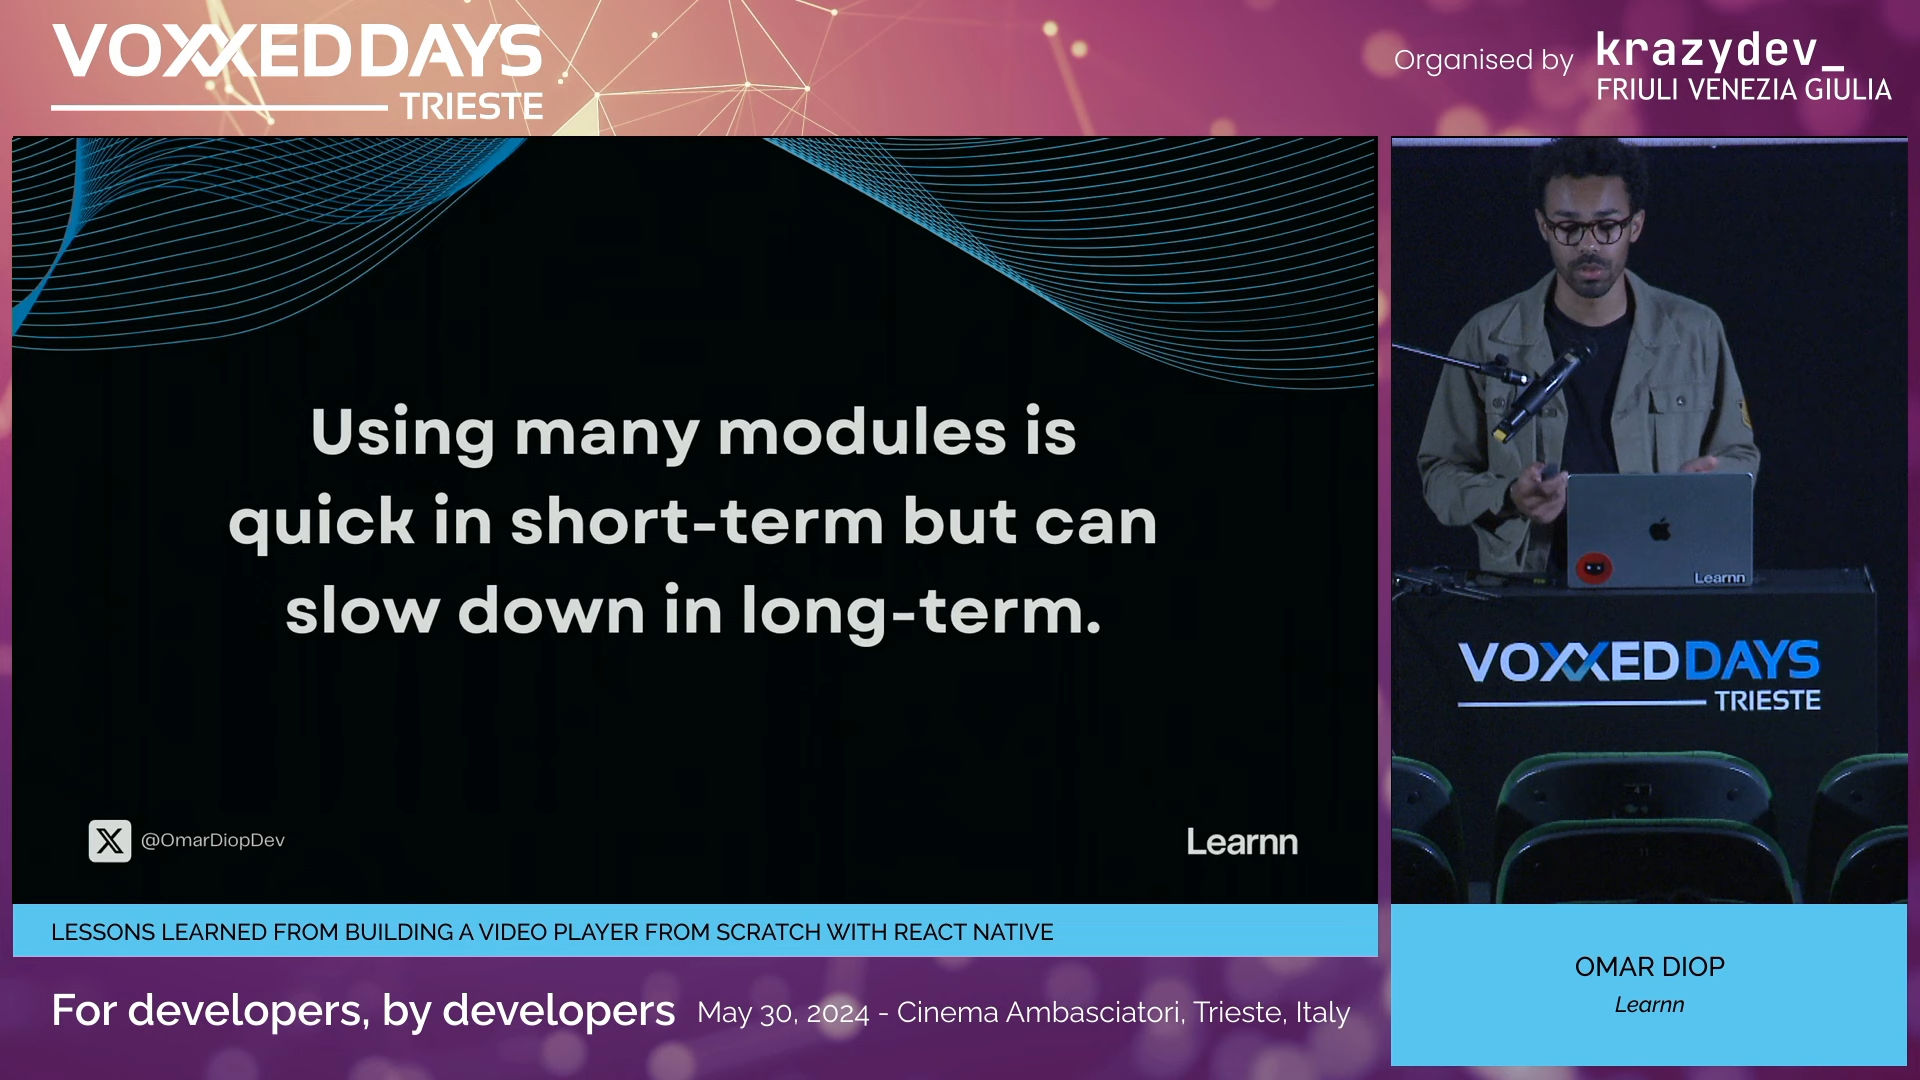 VOXXEDDAYS
TRIESTE
Organised by
krazydev_
FRIULI VENEZIA GIULIA
Using many modules is
quick in short-term but can
slow down in long-term.
@OmarDiopDev
Learnn
Learnn
VOXXEDDAYS
TRIESTE
LESSONS LEARNED FROM BUILDING A VIDEO PLAYER FROM SCRATCH WITH REACT NATIVE
OMAR DIOP
Learnn
For developers, by developers
May 30, 2024 - Cinema Ambasciatori, Trieste, Italy